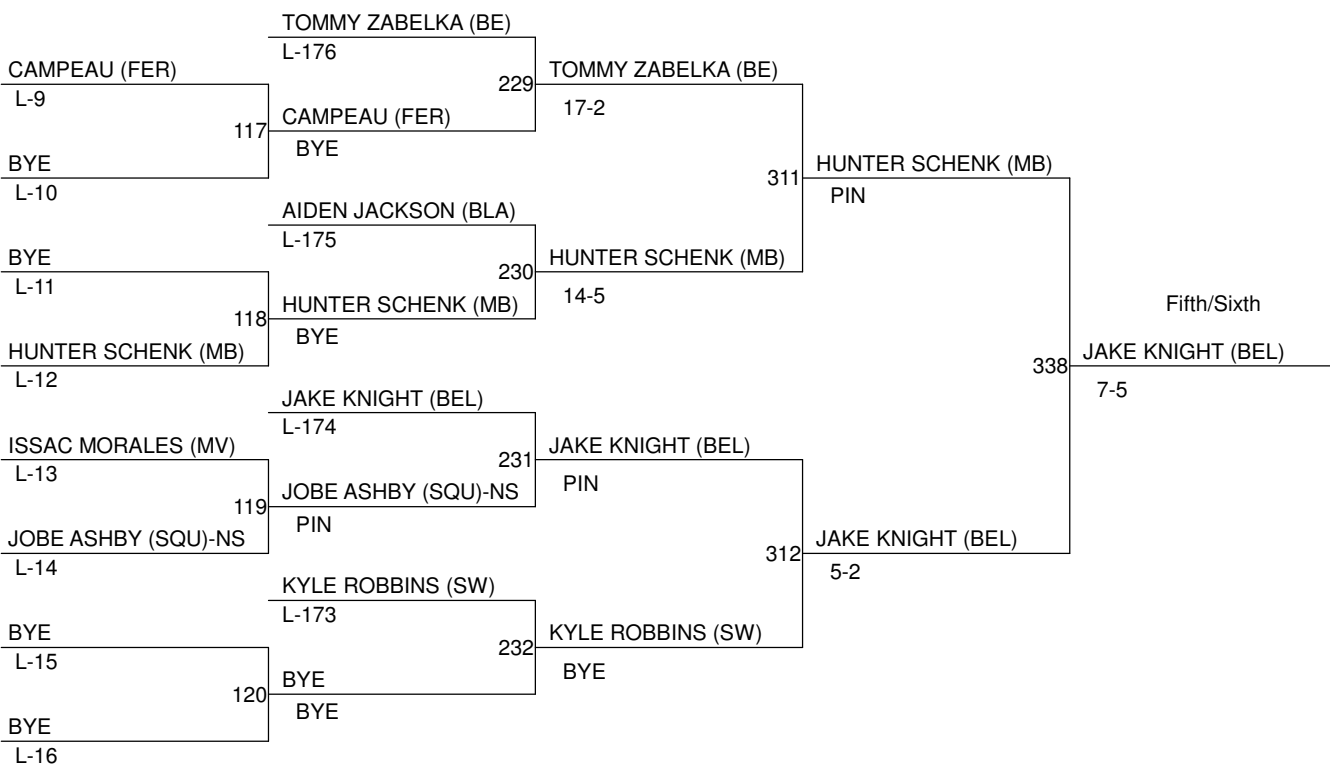 TOMMY ZABELKA (BE)
L-176
CAMPEAU (FER)
L-9
229
TOMMY ZABELKA (BE)
17-2
117
CAMPEAU (FER)
BYE
BYE
L-10
311
HUNTER SCHENK (MB)
PIN
AIDEN JACKSON (BLA)
L-175
BYE
L-11
230
HUNTER SCHENK (MB)
14-5
118
HUNTER SCHENK (MB)
BYE
Fifth/Sixth
HUNTER SCHENK (MB)
L-12
338
JAKE KNIGHT (BEL)
7-5
JAKE KNIGHT (BEL)
L-174
ISSAC MORALES (MV)
L-13
231
JAKE KNIGHT (BEL)
PIN
119
JOBE ASHBY (SQU)-NS
PIN
JOBE ASHBY (SQU)-NS
L-14
312
JAKE KNIGHT (BEL)
5-2
KYLE ROBBINS (SW)
L-173
BYE
L-15
232
KYLE ROBBINS (SW)
BYE
120
BYE
BYE
BYE
L-16